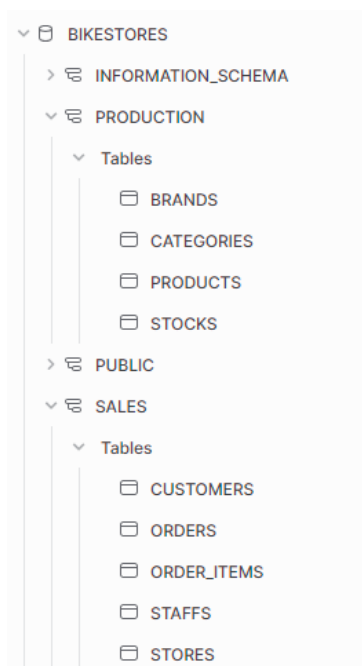 BIKESTORES
INFORMATION_SCHEMA
PRODUCTION
Tables
BRANDS
CATEGORIES
PRODUCTS
STOCKS
PUBLIC
SALES
Tables
CUSTOMERS
ORDERS
ORDER_ITEMS
STAFFS
STORES